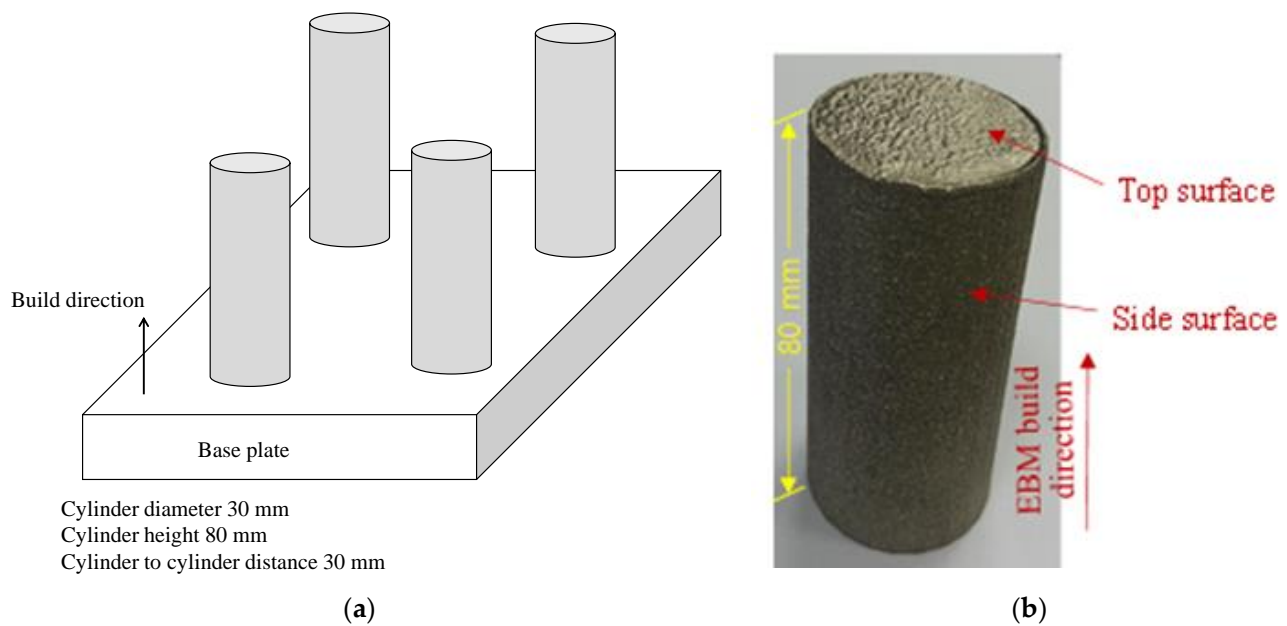 Build direction
Base plate
Cylinder diameter 30 mm
Cylinder height 80 mm
Cylinder to cylinder distance 30 mm
(a)
80 mm
Top surface
Side surface
EBM build
direction
(b)